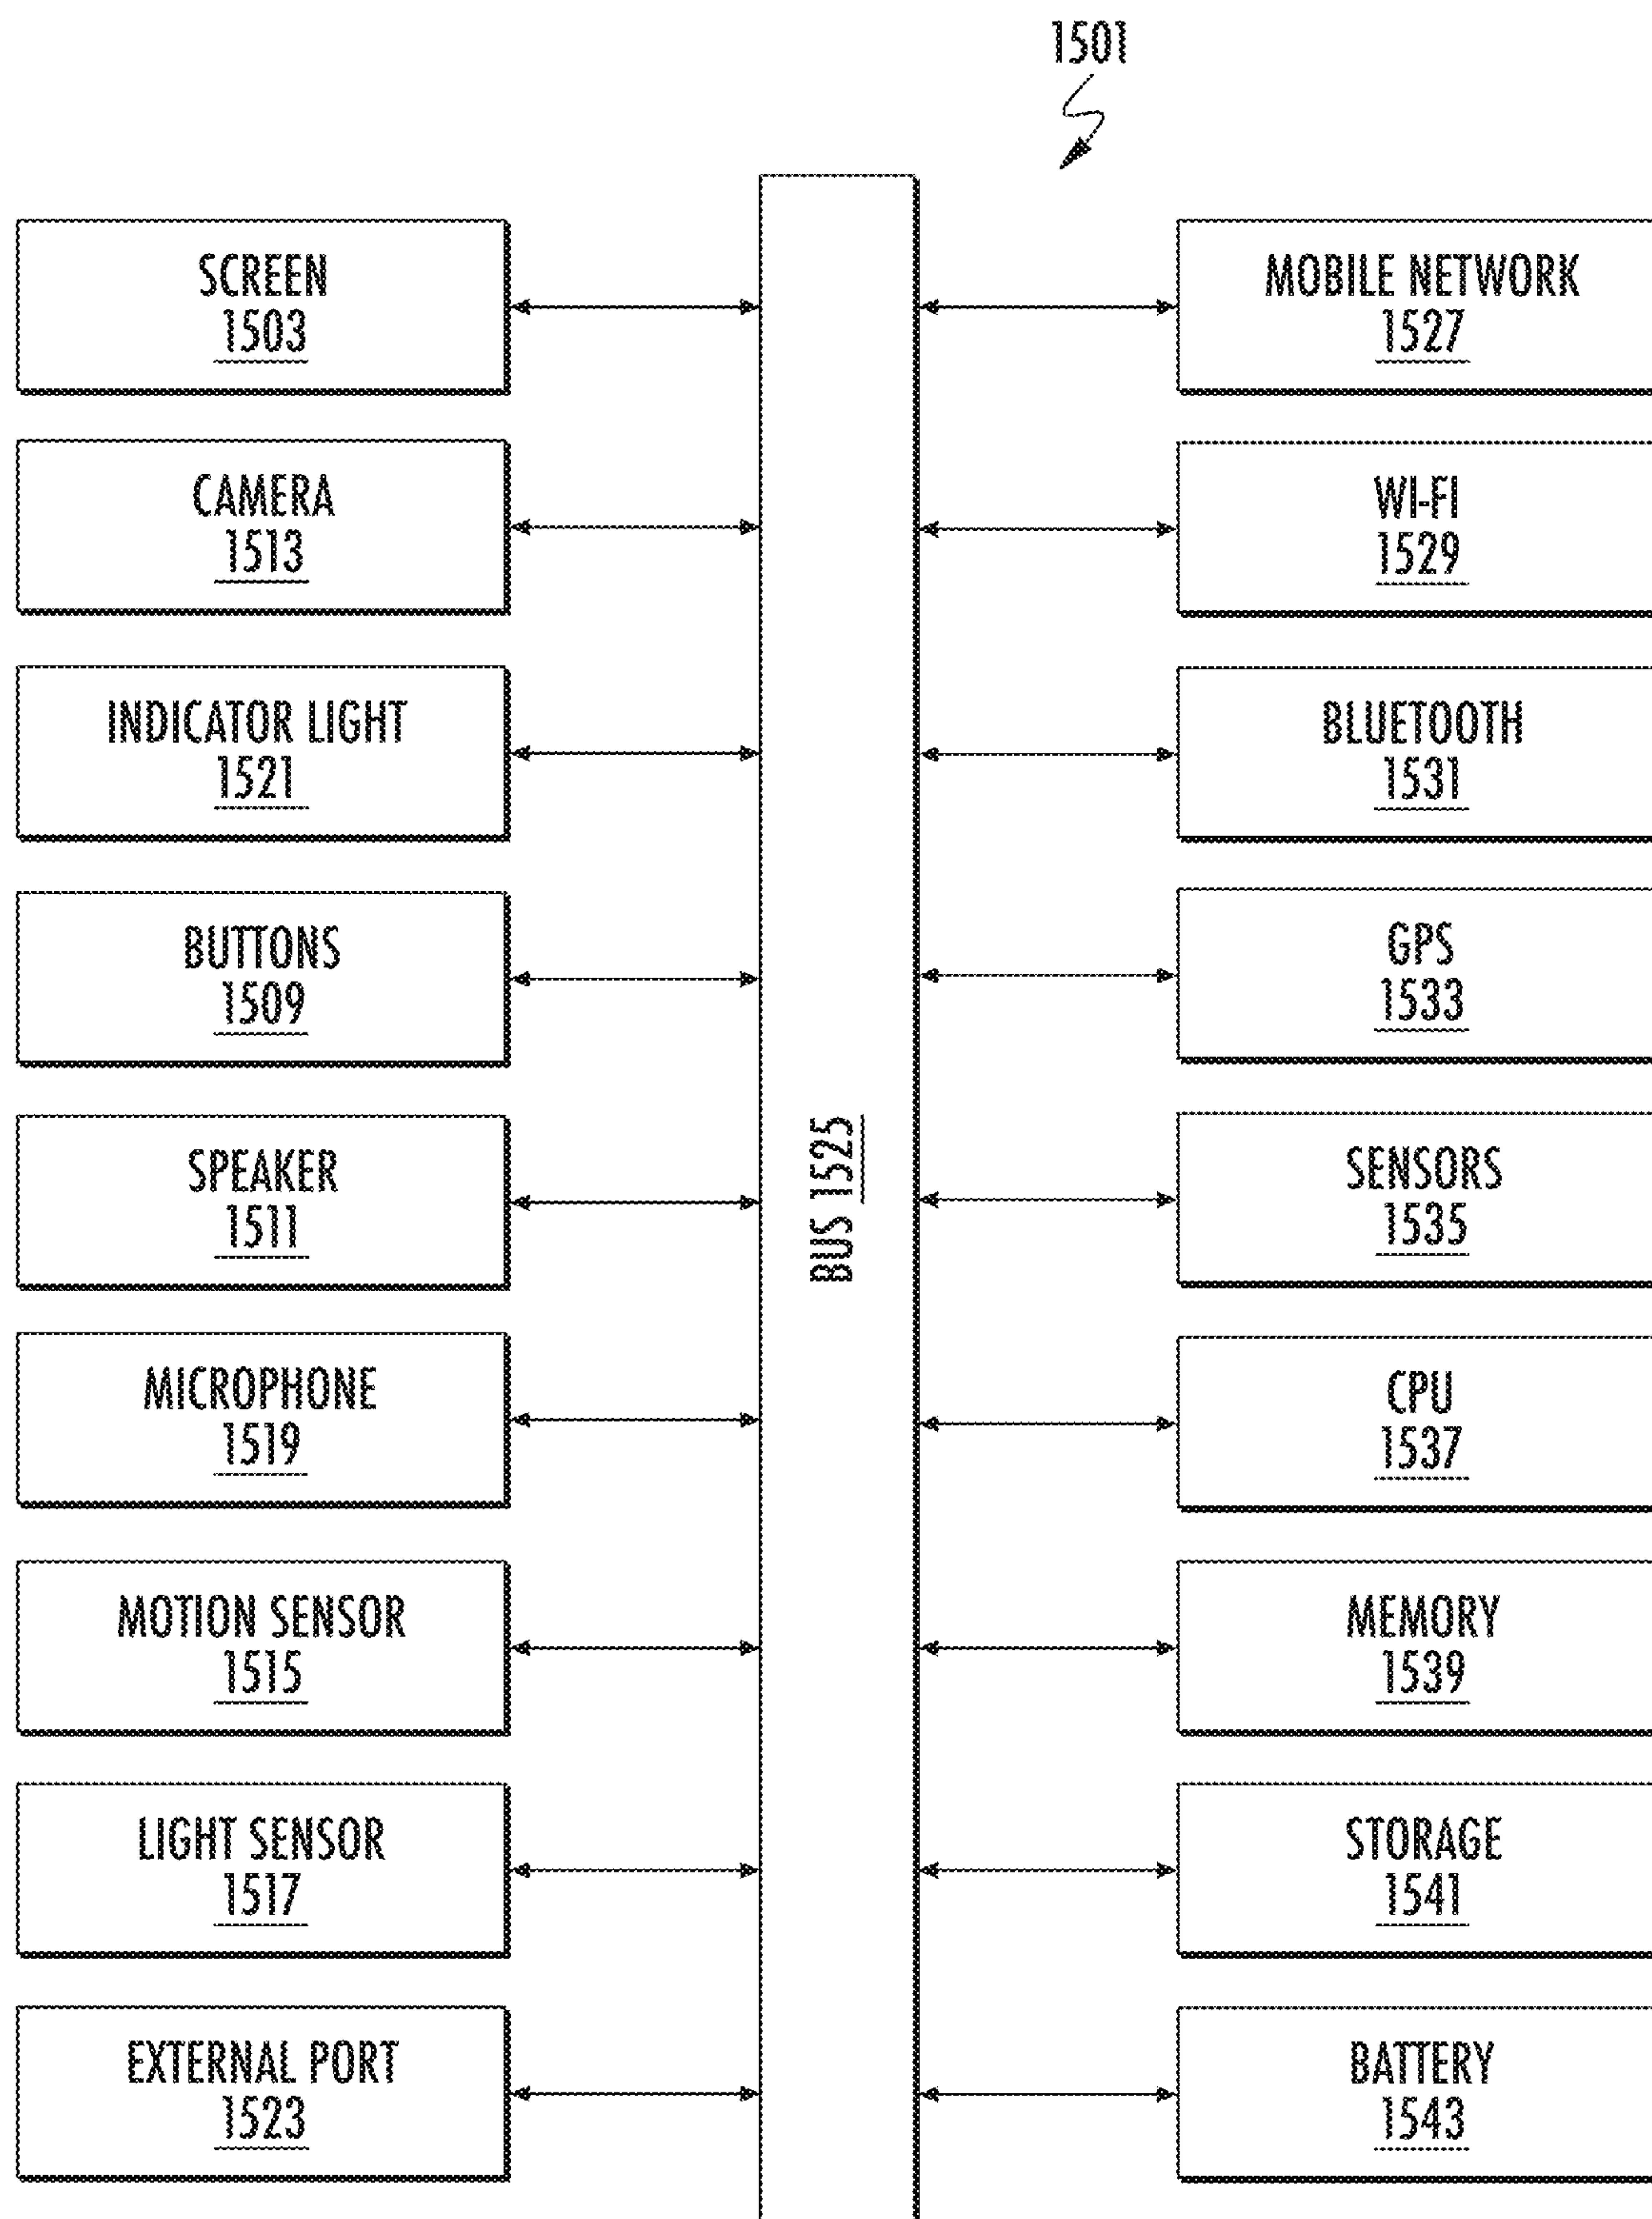 1501
SCREEN
1503
CAMERA
1513
INDICATOR LIGHT
1521
BUTTONS
1509
SPEAKER
1511
MICROPHONE
1519
MOTION SENSOR
1515
LIGHT SENSOR
1517
EXTERNAL PORT
1523
BUS 1525
MOBILE NETWORK
1527
WI-FI
1529
BLUETOOTH
1531
GPS
1533
SENSORS
1535
CPU
1537
MEMORY
1539
STORAGE
1541
BATTERY
1543